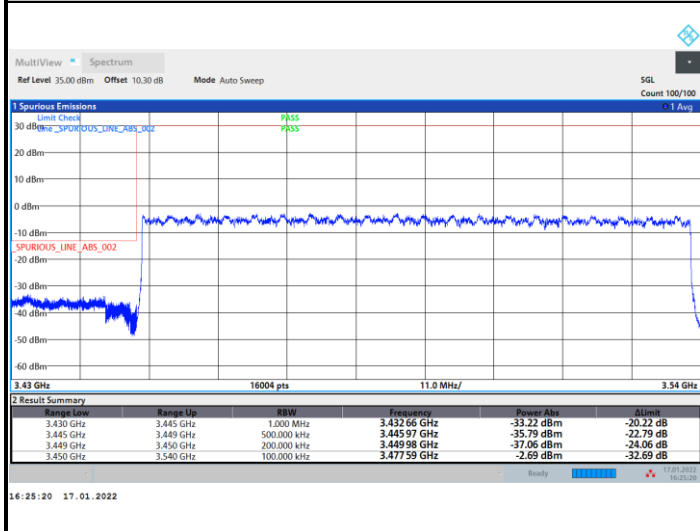 MultiView Spectrum
Ref Level 35.00 dBm Offset 10.30 dB Mode Auto Sweep SGL
Count 100/100
1 Spurious Emissions 1 Avg
Limit Check PASS
30 dBm Line _SPURIOUS_LINE_ABS_002 PASS
20 dBm
10 dBm
0 dBm
-10 dBm
_SPURIOUS_LINE_ABS_002
-20 dBm
-30 dBm
-40 dBm
-50 dBm
-60 dBm
3.43 GHz 16004 pts 11.0 MHz/ 3.54 GHz
2 Result Summary
Range Low Range Up RBW Frequency Power Abs ΔLimit
3.430 GHz 3.445 GHz 1.000 MHz 3.432 66 GHz -33.22 dBm -20.22 dB
3.445 GHz 3.449 GHz 500.000 kHz 3.445 97 GHz -35.79 dBm -22.79 dB
3.449 GHz 3.450 GHz 200.000 kHz 3.449 98 GHz -37.06 dBm -24.06 dB
3.450 GHz 3.540 GHz 100.000 kHz 3.477 59 GHz -2.69 dBm -32.69 dB
Ready 17.01.2022
16:25:20
16:25:20 17.01.2022